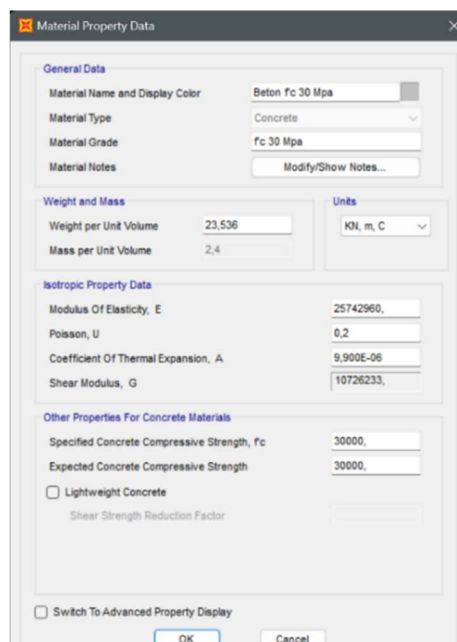 Material Property Data
General Data
Material Name and Display Color Beton f'c 30 Mpa
Material Type Concrete
Material Grade f'c 30 Mpa
Material Notes Modify/Show Notes...
Weight and Mass Units
Weight per Unit Volume 23,536 KN, m, C
Mass per Unit Volume 2,4
Isotropic Property Data
Modulus Of Elasticity, E 25742960,
Poisson, U 0,2
Coefficient Of Thermal Expansion, A 9,900E-06
Shear Modulus, G 10726233,
Other Properties For Concrete Materials
Specified Concrete Compressive Strength, f'c 30000,
Expected Concrete Compressive Strength 30000,
Lightweight Concrete
Shear Strength Reduction Factor
Switch To Advanced Property Display
OK Cancel